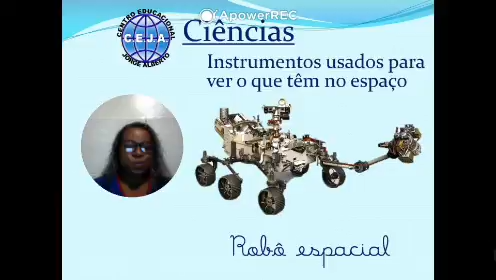 ApowerREC
CENTRO EDUCACIONAL
C.E.J.A
JORGE ALBERTO
Ciências
Instrumentos usados para
ver o que têm no espaço
Robô espacial